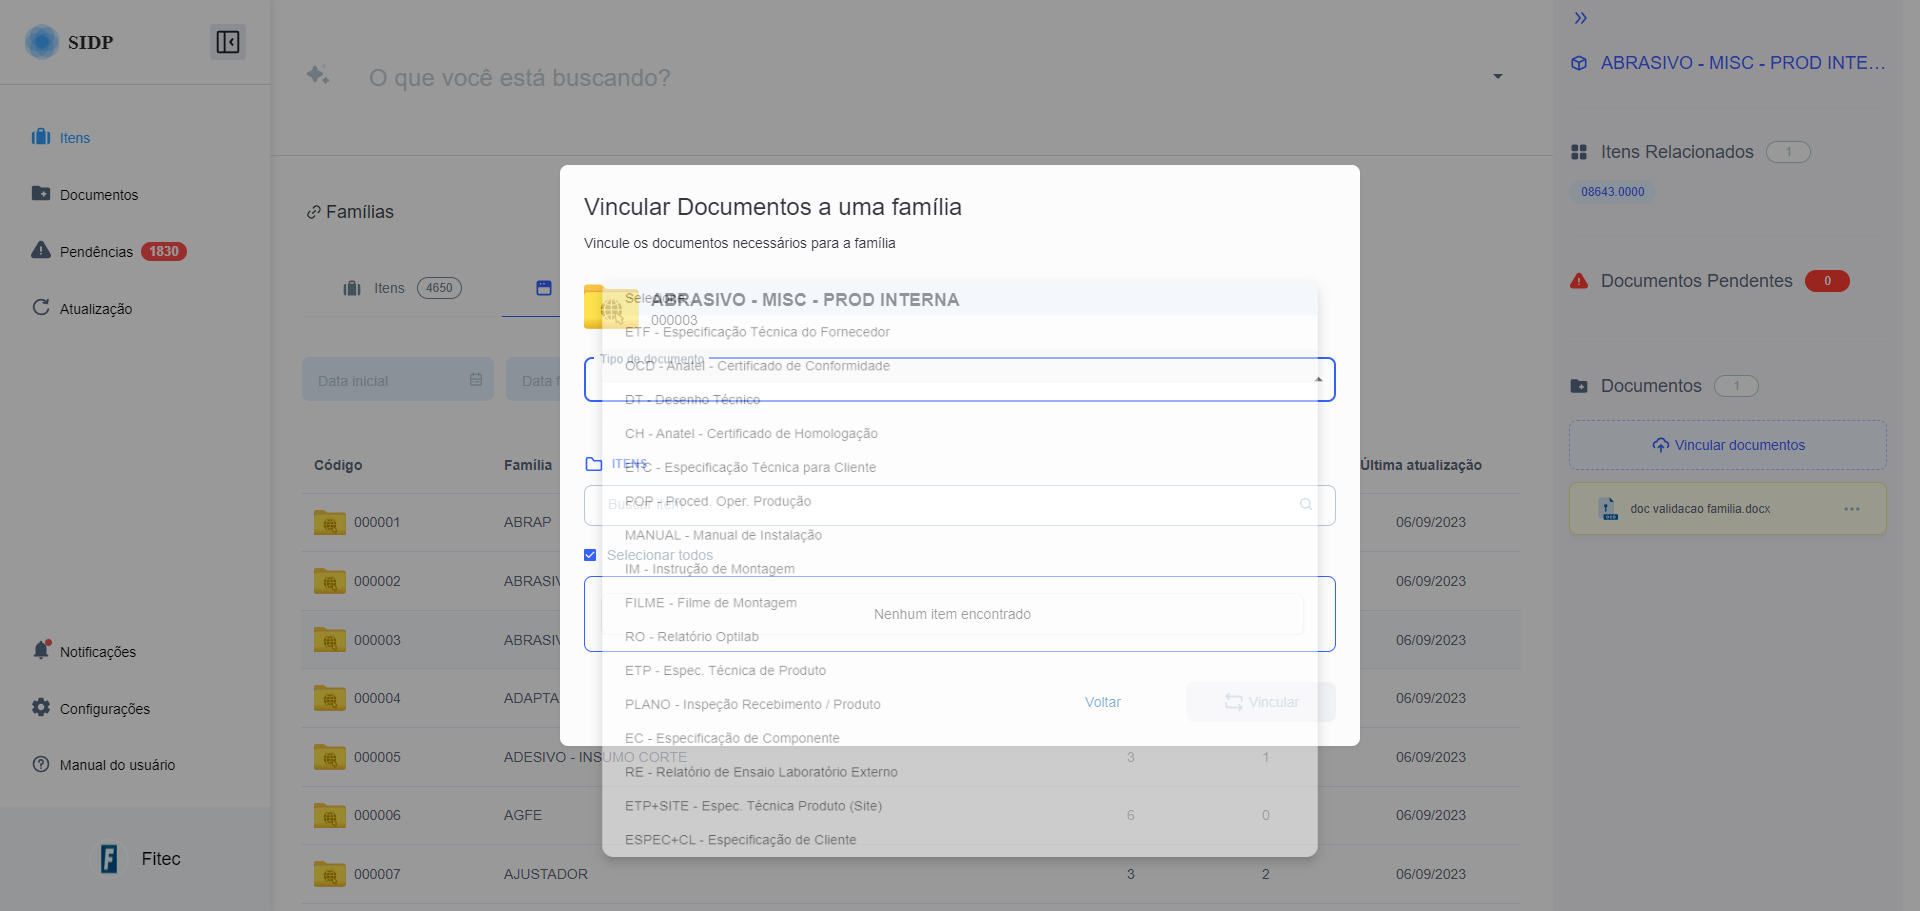 SIDP
Itens
Documentos
Pendências 1830
Atualização
Notificações
Configurações
Manual do usuário
Fitec
O que você está buscando?
Famílias
Itens 4650
Data inicial
Data f
Código Família Última atualização
000001 ABRAP 06/09/2023
000002 ABRASIV 06/09/2023
000003 ABRASIV 06/09/2023
000004 ADAPTA 06/09/2023
000005 ADESIVO - INSUMO CORTE 3 1 06/09/2023
000006 AGFE 6 0 06/09/2023
000007 AJUSTADOR 3 2 06/09/2023
Vincular Documentos a uma família
Vincule os documentos necessários para a família
ABRASIVO - MISC - PROD INTERNA
000003
Tipo de documento
ITENS
Selecionar todos
Nenhum item encontrado
Voltar
Vincular
ETF - Especificação Técnica do Fornecedor
OCD - Anatel - Certificado de Conformidade
DT - Desenho Técnico
CH - Anatel - Certificado de Homologação
ETC - Especificação Técnica para Cliente
POP - Proced. Oper. Produção
MANUAL - Manual de Instalação
IM - Instrução de Montagem
FILME - Filme de Montagem
RO - Relatório Optilab
ETP - Espec. Técnica de Produto
PLANO - Inspeção Recebimento / Produto
EC - Especificação de Componente
RE - Relatório de Ensaio Laboratório Externo
ETP+SITE - Espec. Técnica Produto (Site)
ESPEC+CL - Especificação de Cliente
ABRASIVO - MISC - PROD INTE...
Itens Relacionados 1
08643.0000
Documentos Pendentes 0
Documentos 1
Vincular documentos
doc validacao familia.docx